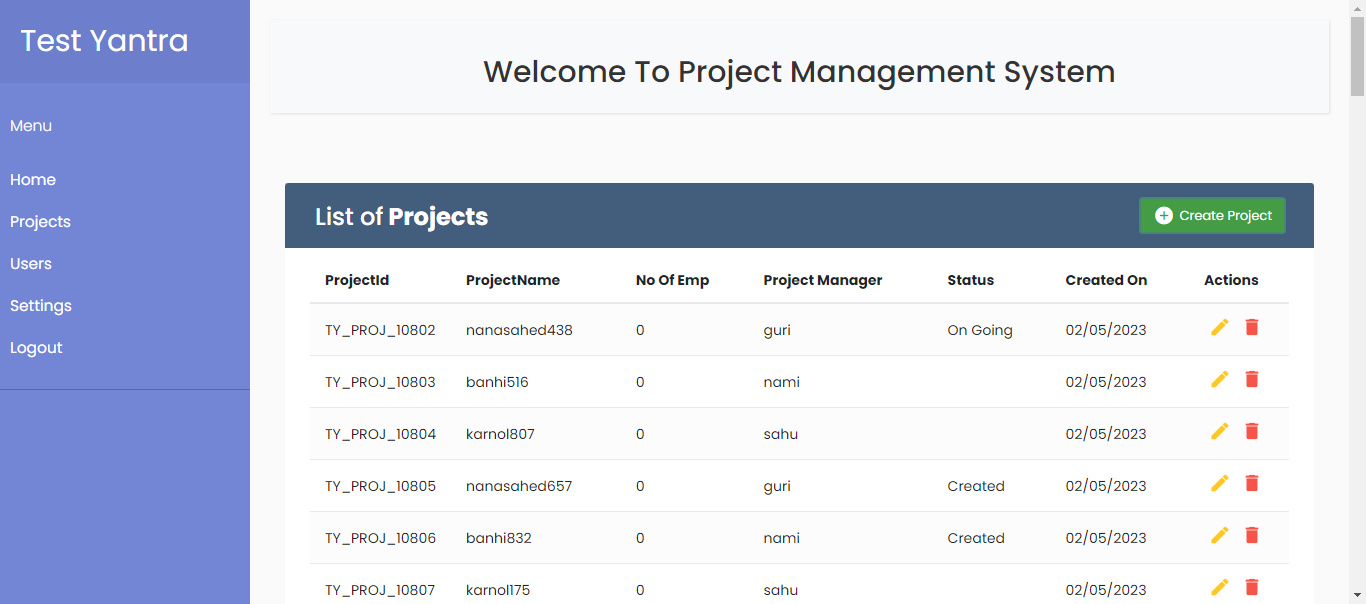 Test Yantra
Menu
Home
Projects
Users
Settings
Logout
Welcome To Project Management System
List of Projects
Create Project
ProjectId ProjectName No Of Emp Project Manager Status Created On Actions
TY_PROJ_10802 nanasahed438 0 guri On Going 02/05/2023
TY_PROJ_10803 banhi516 0 nami 02/05/2023
TY_PROJ_10804 karnol807 0 sahu 02/05/2023
TY_PROJ_10805 nanasahed657 0 guri Created 02/05/2023
TY_PROJ_10806 banhi832 0 nami Created 02/05/2023
TY_PROJ_10807 karnol175 0 sahu 02/05/2023